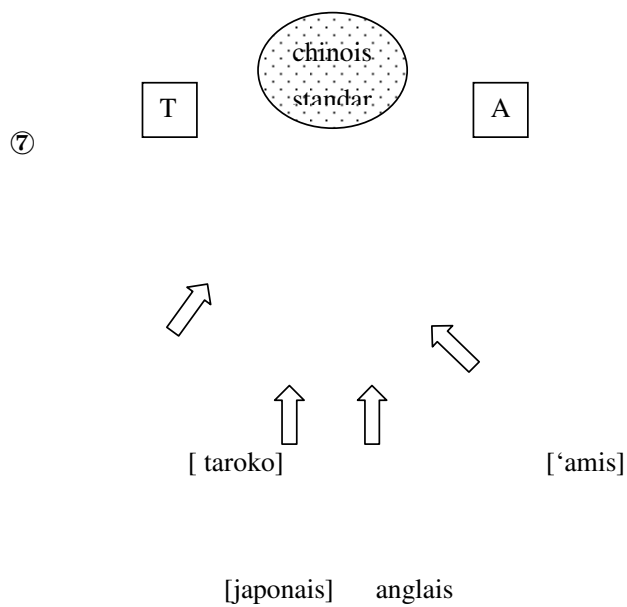 chinois
standar
T A
⑦
[ taroko] [‘amis]
[japonais] anglais